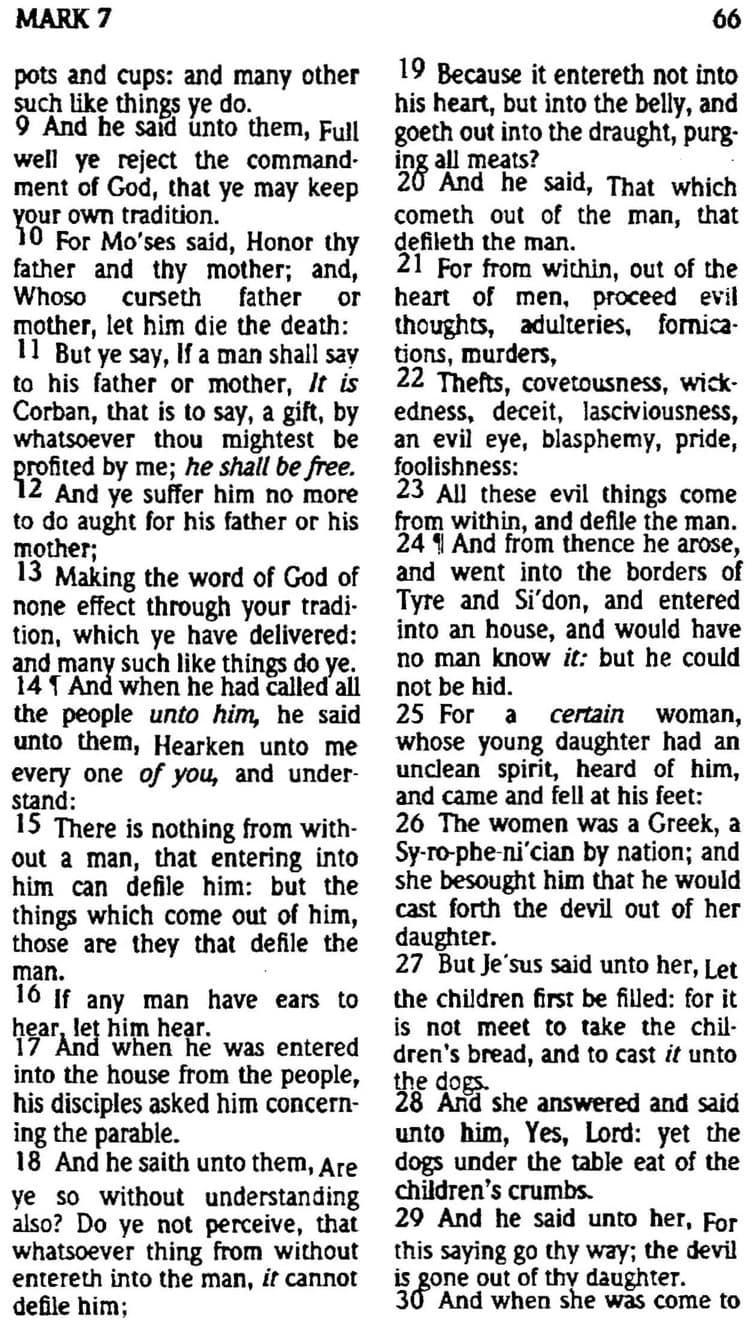 MARK 7
66
pots and cups: and many other
such like things ye do.
9 And he said unto them, Full
well ye reject the command-
ment of God, that ye may keep
your own tradition.
10 For Mo'ses said, Honor thy
father and thy mother; and,
Whoso curseth father or
mother, let him die the death:
11 But ye say, If a man shall say
to his father or mother, It is
Corban, that is to say, a gift, by
whatsoever thou mightest be
profited by me; he shall be free.
12 And ye suffer him no more
to do aught for his father or his
mother;
13 Making the word of God of
none effect through your tradi-
tion, which ye have delivered:
and many such like things do ye.
14 ¶ And when he had called all
the people unto him, he said
unto them, Hearken unto me
every one of you, and under-
stand:
15 There is nothing from with-
out a man, that entering into
him can defile him: but the
things which come out of him,
those are they that defile the
man.
16 If any man have ears to
hear, let him hear.
17 And when he was entered
into the house from the people,
his disciples asked him concern-
ing the parable.
18 And he saith unto them, Are
ye so without understanding
also? Do ye not perceive, that
whatsoever thing from without
entereth into the man, it cannot
defile him;
19 Because it entereth not into
his heart, but into the belly, and
goeth out into the draught, purg-
ing all meats?
20 And he said, That which
cometh out of the man, that
defileth the man.
21 For from within, out of the
heart of men, proceed evil
thoughts, adulteries, fornica-
tions, murders,
22 Thefts, covetousness, wick-
edness, deceit, lasciviousness,
an evil eye, blasphemy, pride,
foolishness:
23 All these evil things come
from within, and defile the man.
24 ¶ And from thence he arose,
and went into the borders of
Tyre and Si'don, and entered
into an house, and would have
no man know it: but he could
not be hid.
25 For a certain woman,
whose young daughter had an
unclean spirit, heard of him,
and came and fell at his feet:
26 The women was a Greek, a
Sy-ro-phe-ni'cian by nation; and
she besought him that he would
cast forth the devil out of her
daughter.
27 But Je'sus said unto her, Let
the children first be filled: for it
is not meet to take the chil-
dren's bread, and to cast it unto
the dogs.
28 And she answered and said
unto him, Yes, Lord: yet the
dogs under the table eat of the
children's crumbs.
29 And he said unto her, For
this saying go thy way; the devil
is gone out of thy daughter.
30 And when she was come to